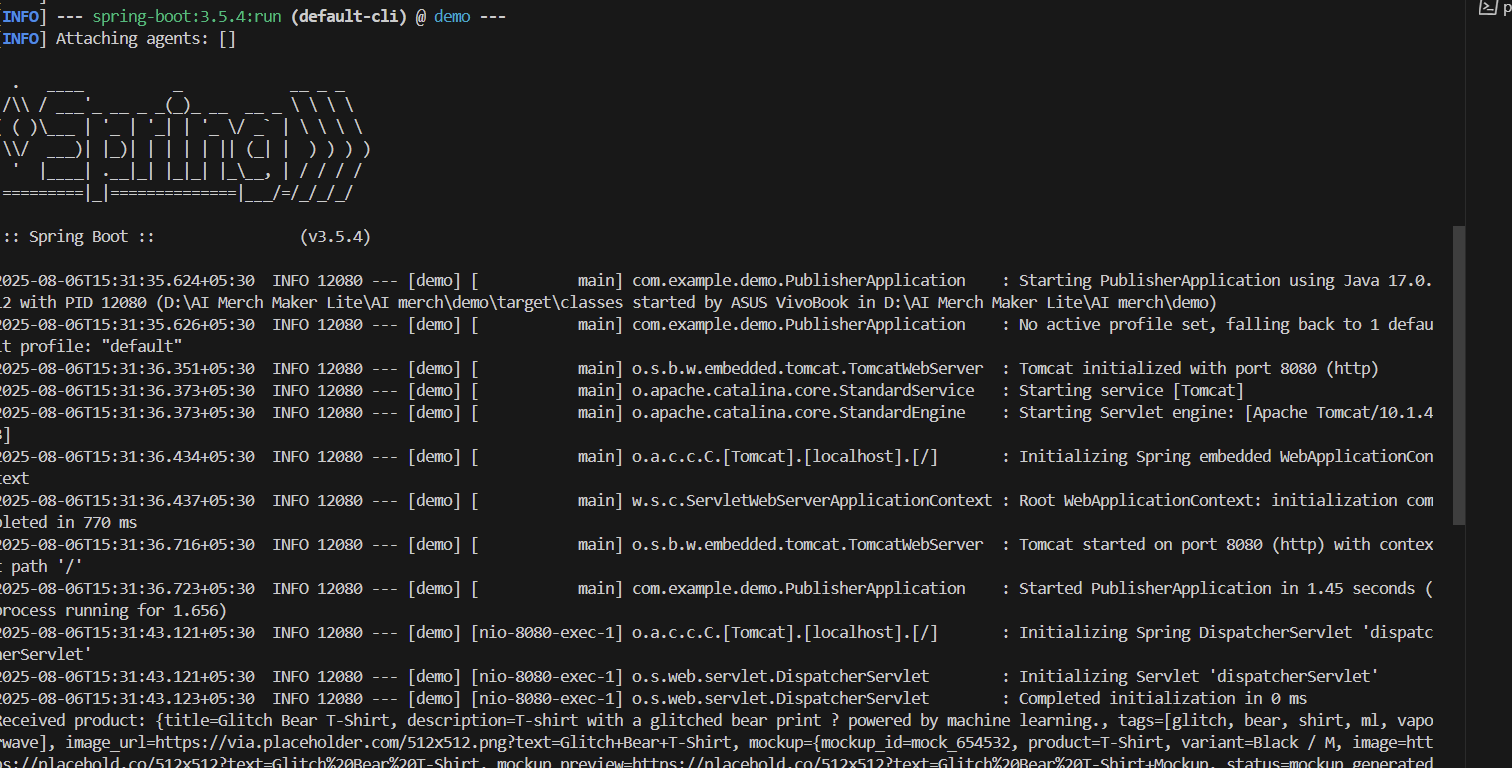 [INFO] --- spring-boot:3.5.4:run (default-cli) @ demo ---
[INFO] Attaching agents: []
  .   ____          _            __ _ _
 /\\ / ___'_ __ _ _(_)_ __  __ _ \ \ \ \
( ( )\___ | '_ | '_| | '_ \/ _` | \ \ \ \
 \\/  ___)| |_)| | | | | || (_| |  ) ) ) )
  '  |____| .__|_| |_|_| |_\__, | / / / /
 =========|_|==============|___/=/_/_/_/
:: Spring Boot ::                (v3.5.4)
2025-08-06T15:31:35.624+05:30  INFO 12080 --- [demo] [           main] com.example.demo.PublisherApplication    : Starting PublisherApplication using Java 17.0.
12 with PID 12080 (D:\AI Merch Maker Lite\AI merch\demo\target\classes started by ASUS VivoBook in D:\AI Merch Maker Lite\AI merch\demo)
2025-08-06T15:31:35.626+05:30  INFO 12080 --- [demo] [           main] com.example.demo.PublisherApplication    : No active profile set, falling back to 1 defau
lt profile: "default"
2025-08-06T15:31:36.351+05:30  INFO 12080 --- [demo] [           main] o.s.b.w.embedded.tomcat.TomcatWebServer  : Tomcat initialized with port 8080 (http)
2025-08-06T15:31:36.373+05:30  INFO 12080 --- [demo] [           main] o.apache.catalina.core.StandardService   : Starting service [Tomcat]
2025-08-06T15:31:36.373+05:30  INFO 12080 --- [demo] [           main] o.apache.catalina.core.StandardEngine    : Starting Servlet engine: [Apache Tomcat/10.1.4
3]
2025-08-06T15:31:36.434+05:30  INFO 12080 --- [demo] [           main] o.a.c.c.C.[Tomcat].[localhost].[/]       : Initializing Spring embedded WebApplicationCon
text
2025-08-06T15:31:36.437+05:30  INFO 12080 --- [demo] [           main] w.s.c.ServletWebServerApplicationContext : Root WebApplicationContext: initialization com
pleted in 770 ms
2025-08-06T15:31:36.716+05:30  INFO 12080 --- [demo] [           main] o.s.b.w.embedded.tomcat.TomcatWebServer  : Tomcat started on port 8080 (http) with contex
t path '/'
2025-08-06T15:31:36.723+05:30  INFO 12080 --- [demo] [           main] com.example.demo.PublisherApplication    : Started PublisherApplication in 1.45 seconds (
process running for 1.656)
2025-08-06T15:31:43.121+05:30  INFO 12080 --- [demo] [nio-8080-exec-1] o.a.c.c.C.[Tomcat].[localhost].[/]       : Initializing Spring DispatcherServlet 'dispatc
herServlet'
2025-08-06T15:31:43.121+05:30  INFO 12080 --- [demo] [nio-8080-exec-1] o.s.web.servlet.DispatcherServlet        : Initializing Servlet 'dispatcherServlet'
2025-08-06T15:31:43.123+05:30  INFO 12080 --- [demo] [nio-8080-exec-1] o.s.web.servlet.DispatcherServlet        : Completed initialization in 0 ms
Received product: {title=Glitch Bear T-Shirt, description=T-shirt with a glitched bear print ? powered by machine learning., tags=[glitch, bear, shirt, ml, vapo
rwave], image_url=https://via.placeholder.com/512x512.png?text=Glitch+Bear+T-Shirt, mockup={mockup_id=mock_654532, product=T-Shirt, variant=Black / M, image=htt
ps://placehold.co/512x512?text=Glitch%20Bear%20T-Shirt, mockup_preview=https://placehold.co/512x512?text=Glitch%20Bear%20T-Shirt+Mockup, status=mockup_generated